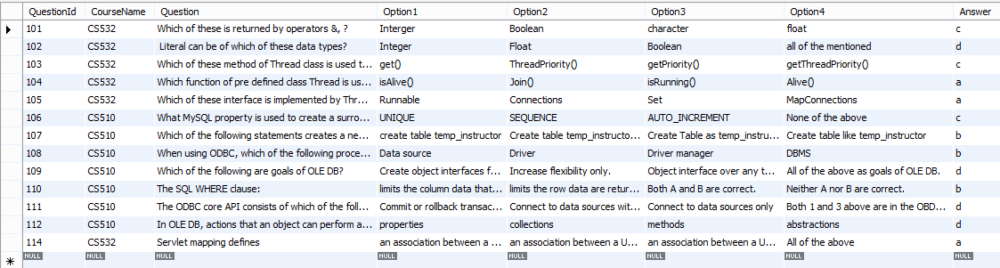 QuestionId CourseName Question Option1 Option2 Option3 Option4 Answer
101 CS532 Which of these is returned by operators &, ? Interger Boolean character float c
102 CS532 Literal can be of which of these data types? Integer Float Boolean all of the mentioned d
103 CS532 Which of these method of Thread class is used t... get() ThreadPriority() getPriority() getThreadPriority() c
104 CS532 Which function of pre defined class Thread is us... isAlive() Join() isRunning() Alive() a
105 CS532 Which of these interface is implemented by Thr... Runnable Connections Set MapConnections a
106 CS510 What MySQL property is used to create a surro... UNIQUE SEQUENCE AUTO_INCREMENT None of the above c
107 CS510 Which of the following statements creates a ne... create table temp_instructor Create table temp_instructo... Create Table as temp_instru... Create table like temp_instructor b
108 CS510 When using ODBC, which of the following proce... Data source Driver Driver manager DBMS b
109 CS510 Which of the following are goals of OLE DB? Create object interfaces f... Increase flexibility only. Object interface over any t... All of the above as goals of OLE DB. d
110 CS510 The SQL WHERE clause: limits the column data that... limits the row data are retur... Both A and B are correct. Neither A nor B are correct. b
111 CS510 The ODBC core API consists of which of the foll... Commit or rollback transac... Connect to data sources wit... Connect to data sources only Both 1 and 3 above are in the OBD... d
112 CS510 In OLE DB, actions that an object can perform a... properties collections methods abstractions d
114 CS532 Servlet mapping defines an association between a ... an association between a U... an association between a U... All of the above a
NULL NULL NULL NULL NULL NULL NULL NULL